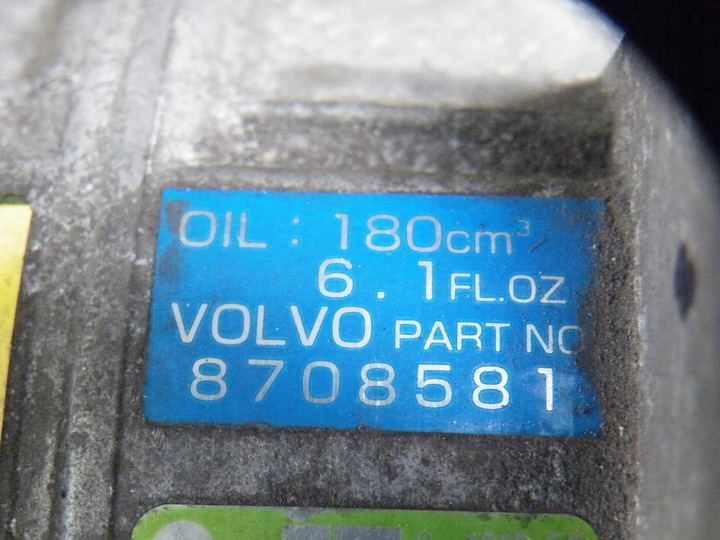 OIL : 180cm³
6.1FL.OZ
VOLVO PART NO
8708581